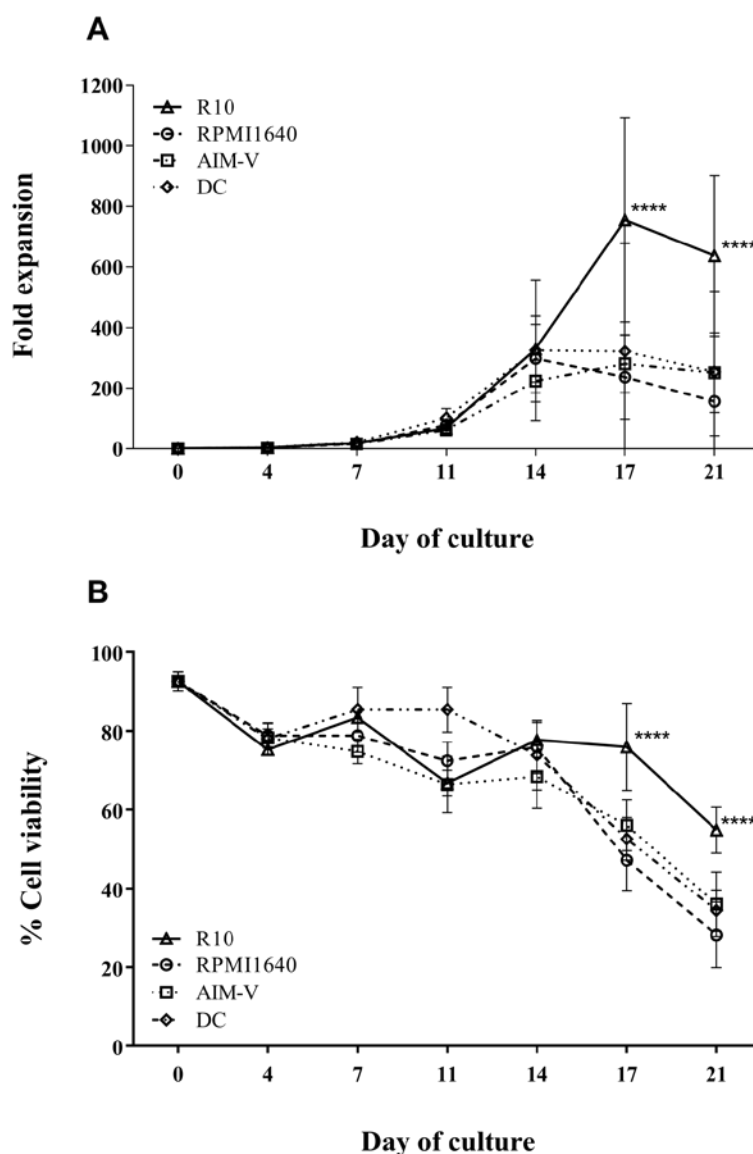 A
1200
1000
800
600
400
200
0
Fold expansion
R10
RPMI1640
AIM-V
DC
****
****
0 4 7 11 14 17 21
Day of culture
B
100
80
60
40
20
0
% Cell viability
R10
RPMI1640
AIM-V
DC
****
****
0 4 7 11 14 17 21
Day of culture